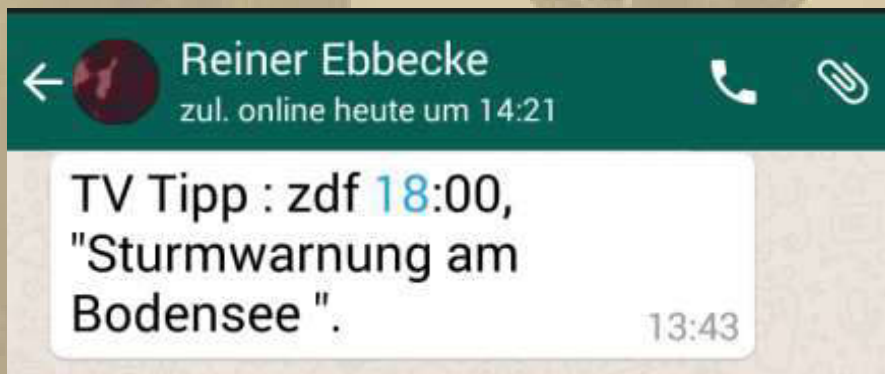 Reiner Ebbecke
zul. online heute um 14:21
TV Tipp : zdf 18:00,
"Sturmwarnung am
Bodensee ".
13:43